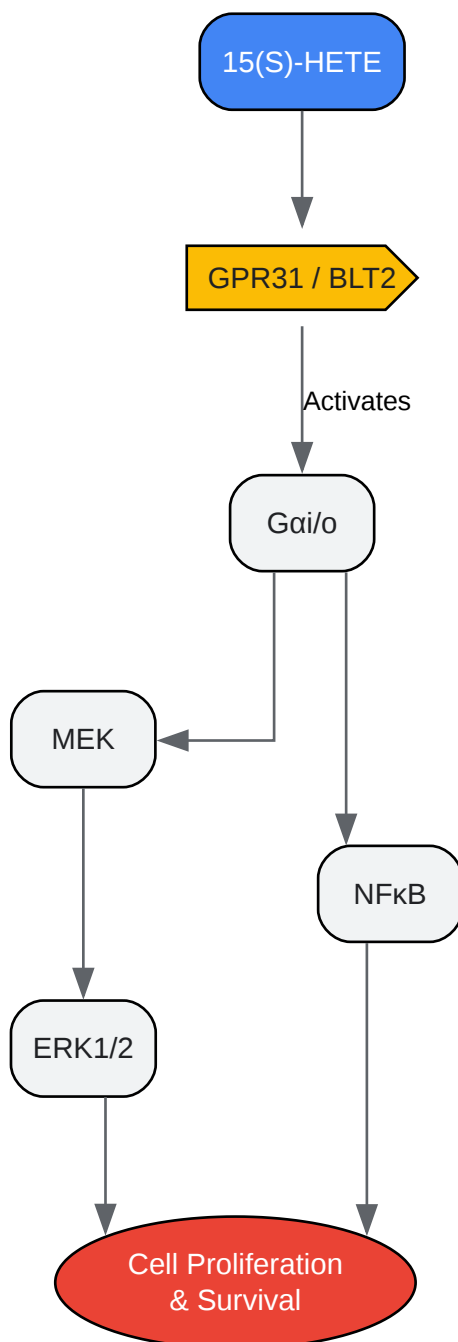 15(S)-HETE
GPR31 / BLT2
Activates
Gαi/o
MEK
NFκB
ERK1/2
Cell Proliferation
& Survival